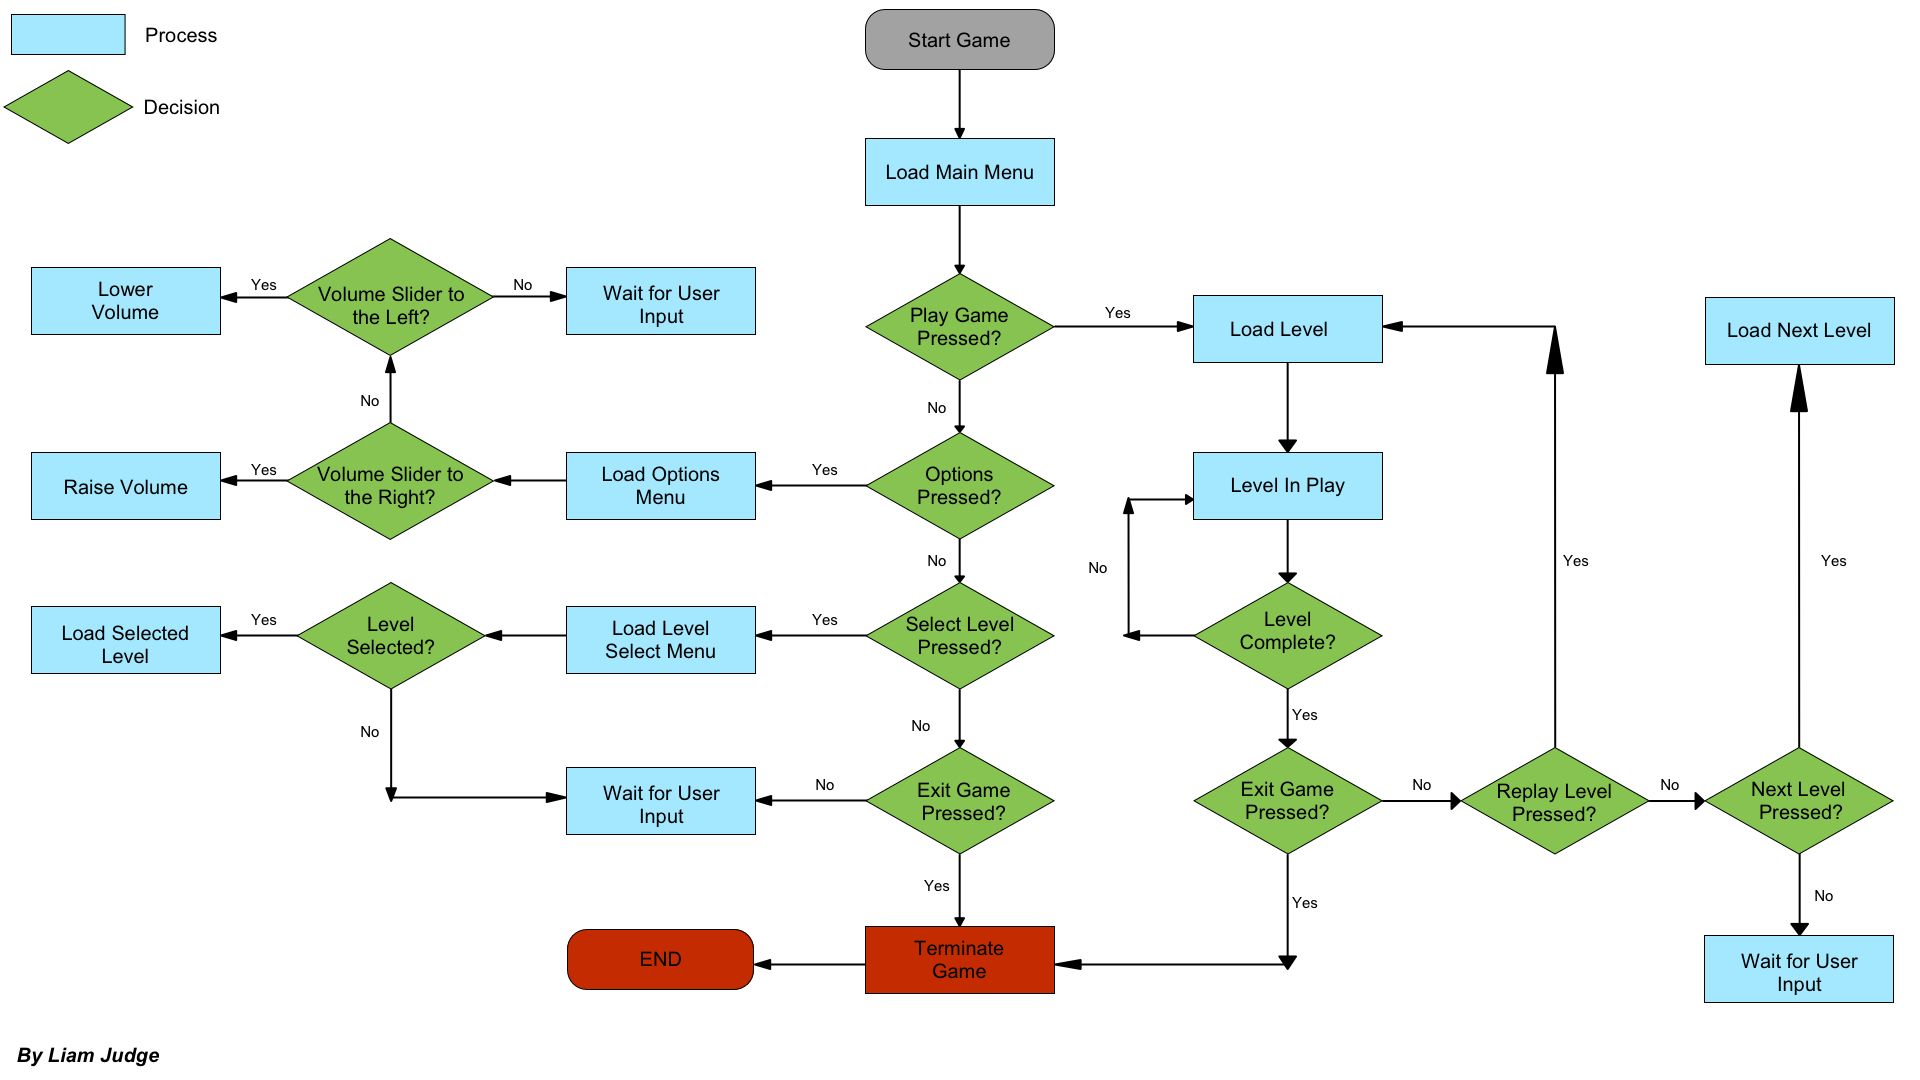 Process
Decision
Start Game
Load Main Menu
Lower
Volume
Yes
Volume Slider to
the Left?
No
Wait for User
Input
Play Game
Pressed?
Yes
Load Level
Load Next Level
No
No
Raise Volume
Yes
Volume Slider to
the Right?
Load Options
Menu
Yes
Options
Pressed?
Level In Play
No
No
Yes
Yes
Load Selected
Level
Yes
Level
Selected?
Load Level
Select Menu
Yes
Select Level
Pressed?
Level
Complete?
No
No
Yes
Wait for User
Input
No
Exit Game
Pressed?
Exit Game
Pressed?
No
Replay Level
Pressed?
No
Next Level
Pressed?
Yes
Yes
No
END
Terminate
Game
Wait for User
Input
By Liam Judge